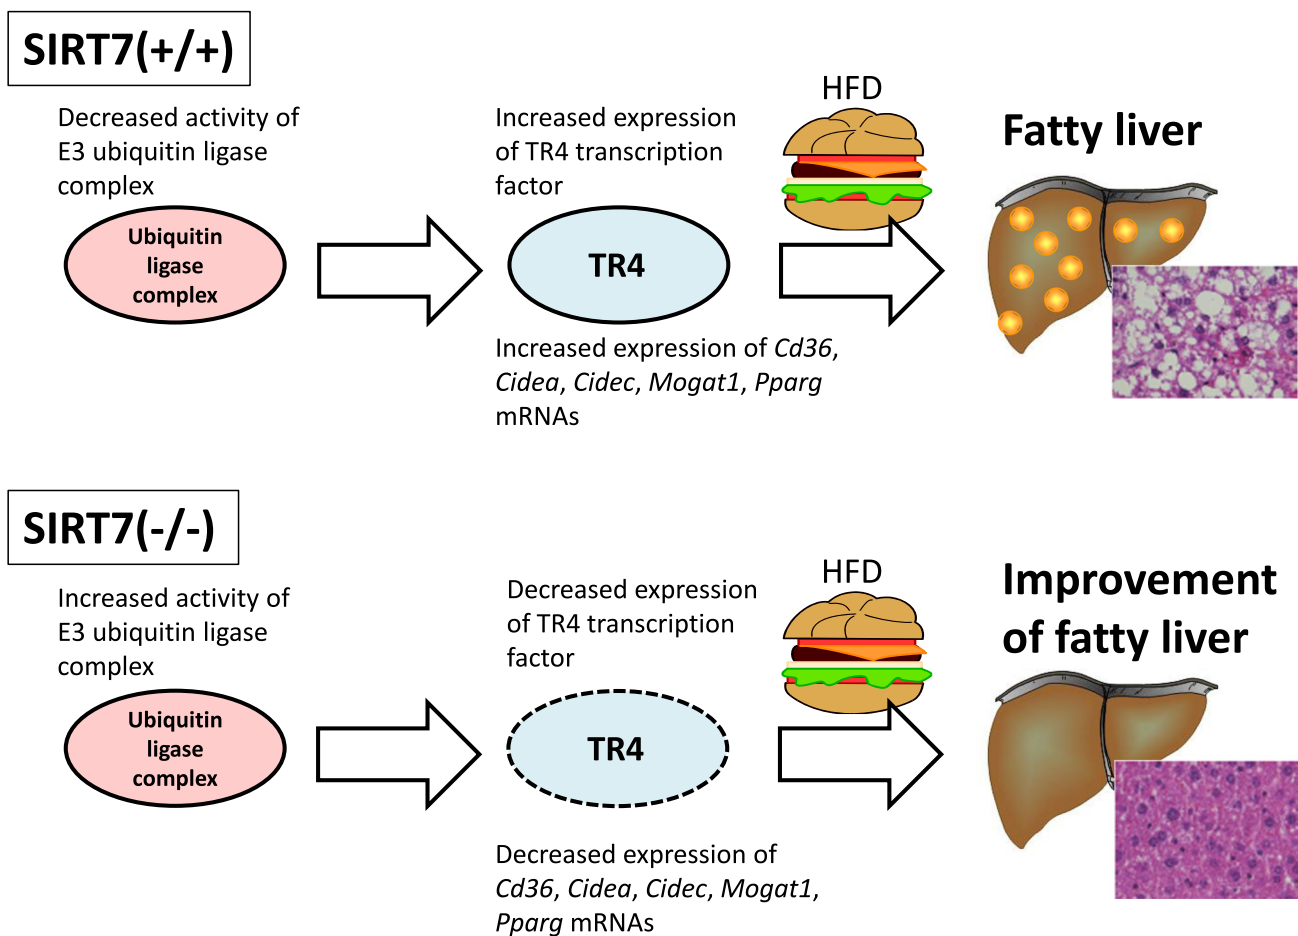 SIRT7(+/+)
Decreased activity of
E3 ubiquitin ligase
complex
Ubiquitin
ligase
complex
Increased expression
of TR4 transcription
factor
TR4
Increased expression of Cd36,
Cidea, Cidec, Mogat1, Pparg
mRNAs
HFD
Fatty liver
SIRT7(-/-)
Increased activity of
E3 ubiquitin ligase
complex
Ubiquitin
ligase
complex
Decreased expression
of TR4 transcription
factor
TR4
Decreased expression of
Cd36, Cidea, Cidec, Mogat1,
Pparg mRNAs
HFD
Improvement
of fatty liver